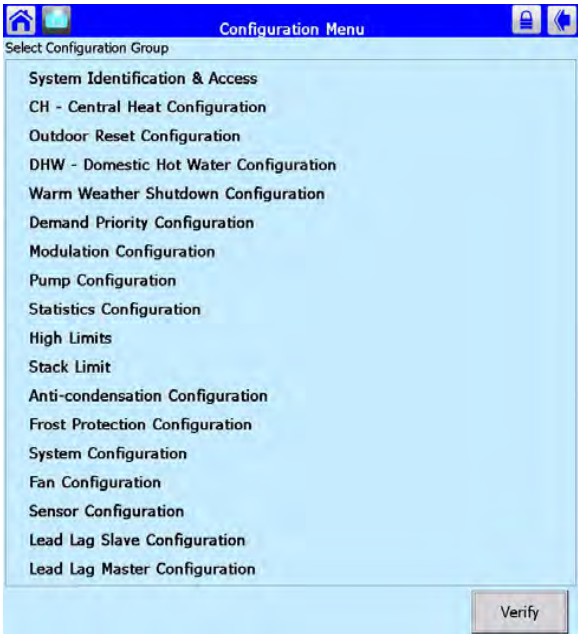 Configuration Menu
Select Configuration Group
System Identification & Access
CH - Central Heat Configuration
Outdoor Reset Configuration
DHW - Domestic Hot Water Configuration
Warm Weather Shutdown Configuration
Demand Priority Configuration
Modulation Configuration
Pump Configuration
Statistics Configuration
High Limits
Stack Limit
Anti-condensation Configuration
Frost Protection Configuration
System Configuration
Fan Configuration
Sensor Configuration
Lead Lag Slave Configuration
Lead Lag Master Configuration
Verify